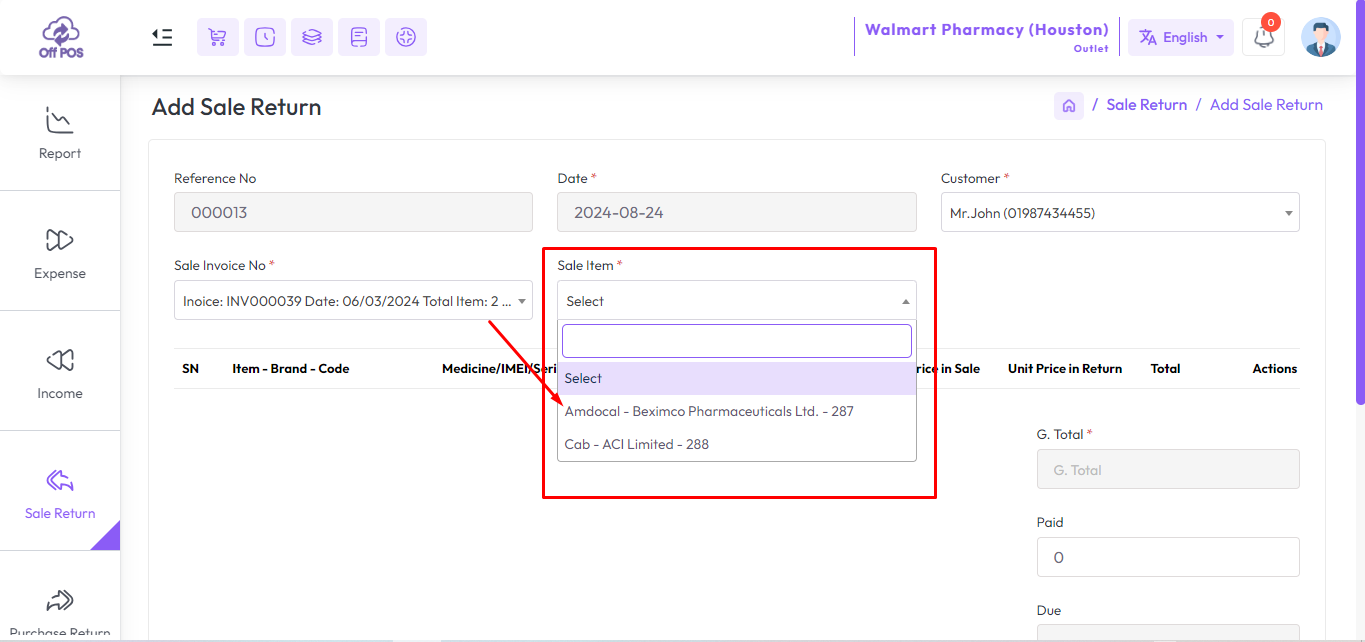 Off POS
Walmart Pharmacy (Houston)
Outlet
English
0
Report
Expense
Income
Sale Return
Purchase Return
Add Sale Return
/ Sale Return / Add Sale Return
Reference No
000013
Date *
2024-08-24
Customer *
Mr.John (01987434455)
Sale Invoice No *
Inoice: INV000039 Date: 06/03/2024 Total Item: 2 ...
Sale Item *
Select
Select
Amdocal - Beximco Pharmaceuticals Ltd. - 287
Cab - ACI Limited - 288
SN Item - Brand - Code Medicine/IMEI/Seri rice in Sale Unit Price in Return Total Actions
G. Total *
G. Total
Paid
0
Due